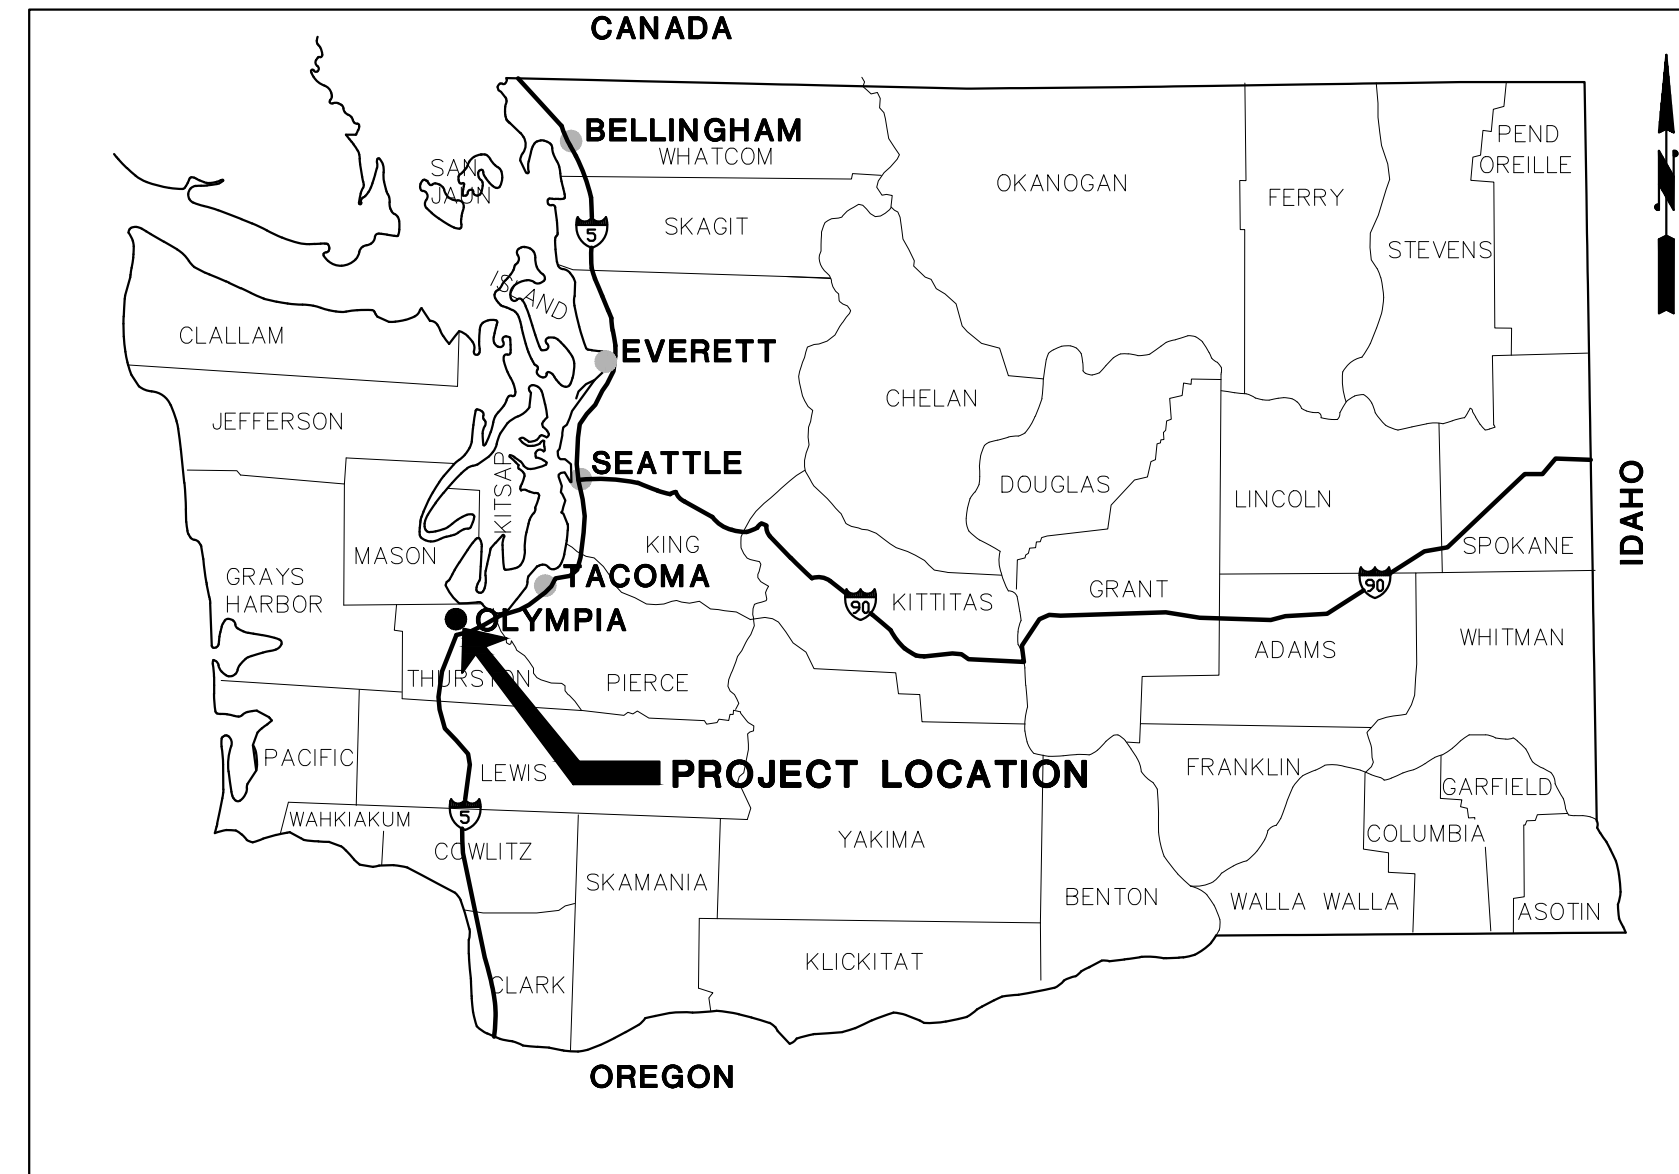 CANADA
BELLINGHAM
WHATCOM
SAN
JAUN
SKAGIT
OKANOGAN
FERRY
PEND
OREILLE
STEVENS
N
5
ISLAND
CLALLAM
EVERETT
JEFFERSON
CHELAN
SEATTLE
KITSAP
DOUGLAS
LINCOLN
IDAHO
MASON
KING
SPOKANE
GRAYS
HARBOR
TACOMA
90
KITTITAS
GRANT
90
OLYMPIA
ADAMS
WHITMAN
THURSTON
PIERCE
PACIFIC
LEWIS
PROJECT LOCATION
FRANKLIN
GARFIELD
WAHKIAKUM
5
COWLITZ
YAKIMA
COLUMBIA
SKAMANIA
BENTON
WALLA WALLA
ASOTIN
KLICKITAT
CLARK
OREGON